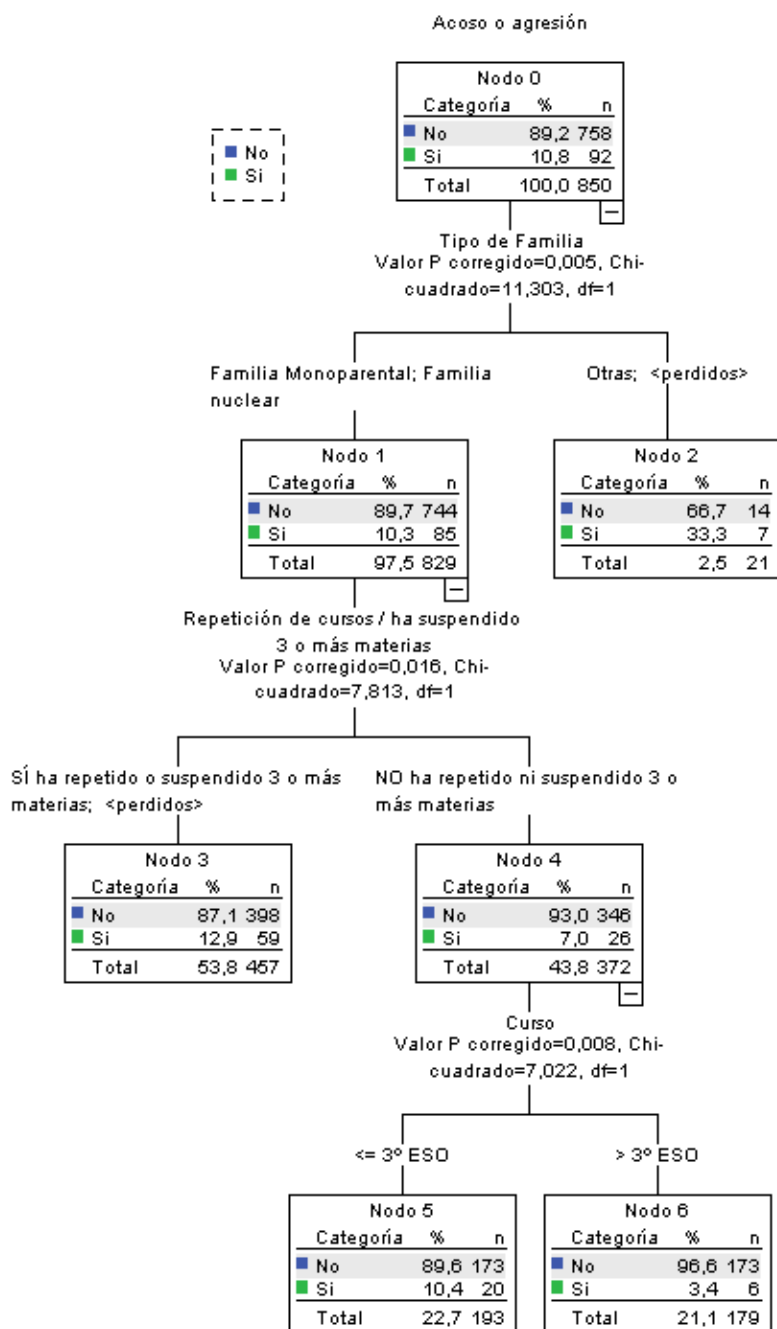 Acoso o agresión
Nodo 0
Categoría % n
No 89,2 758
Si 10,8 92
Total 100,0 850
No
Si
Tipo de Familia
Valor P corregido=0,005, Chi-
cuadrado=11,303, df=1
Familia Monoparental; Familia
nuclear
Otras; <perdidos>
Nodo 1
Categoría % n
No 89,7 744
Si 10,3 85
Total 97,5 829
Nodo 2
Categoría % n
No 66,7 14
Si 33,3 7
Total 2,5 21
Repetición de cursos / ha suspendido
3 o más materias
Valor P corregido=0,016, Chi-
cuadrado=7,813, df=1
SÍ ha repetido o suspendido 3 o más
materias; <perdidos>
NO ha repetido ni suspendido 3 o
más materias
Nodo 3
Categoría % n
No 87,1 398
Si 12,9 59
Total 53,8 457
Nodo 4
Categoría % n
No 93,0 346
Si 7,0 26
Total 43,8 372
Curso
Valor P corregido=0,008, Chi-
cuadrado=7,022, df=1
<= 3º ESO
> 3º ESO
Nodo 5
Categoría % n
No 89,6 173
Si 10,4 20
Total 22,7 193
Nodo 6
Categoría % n
No 96,6 173
Si 3,4 6
Total 21,1 179